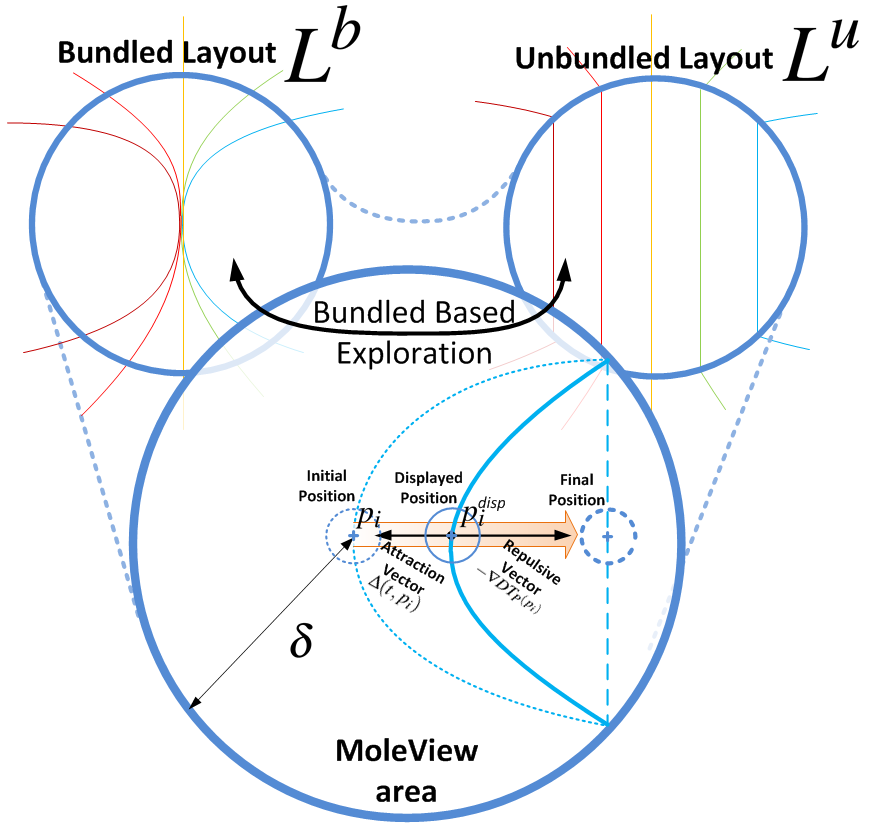 Bundled Layout L^b
Unbundled Layout L^u
Bundled Based
Exploration
Initial
Position
Displayed
Position
Final
Position
p_i
p_i^disp
Attraction
Vector
Δ(t, p_i)
Repulsive
Vector
−∇DT_P(p_i)
δ
MoleView
area